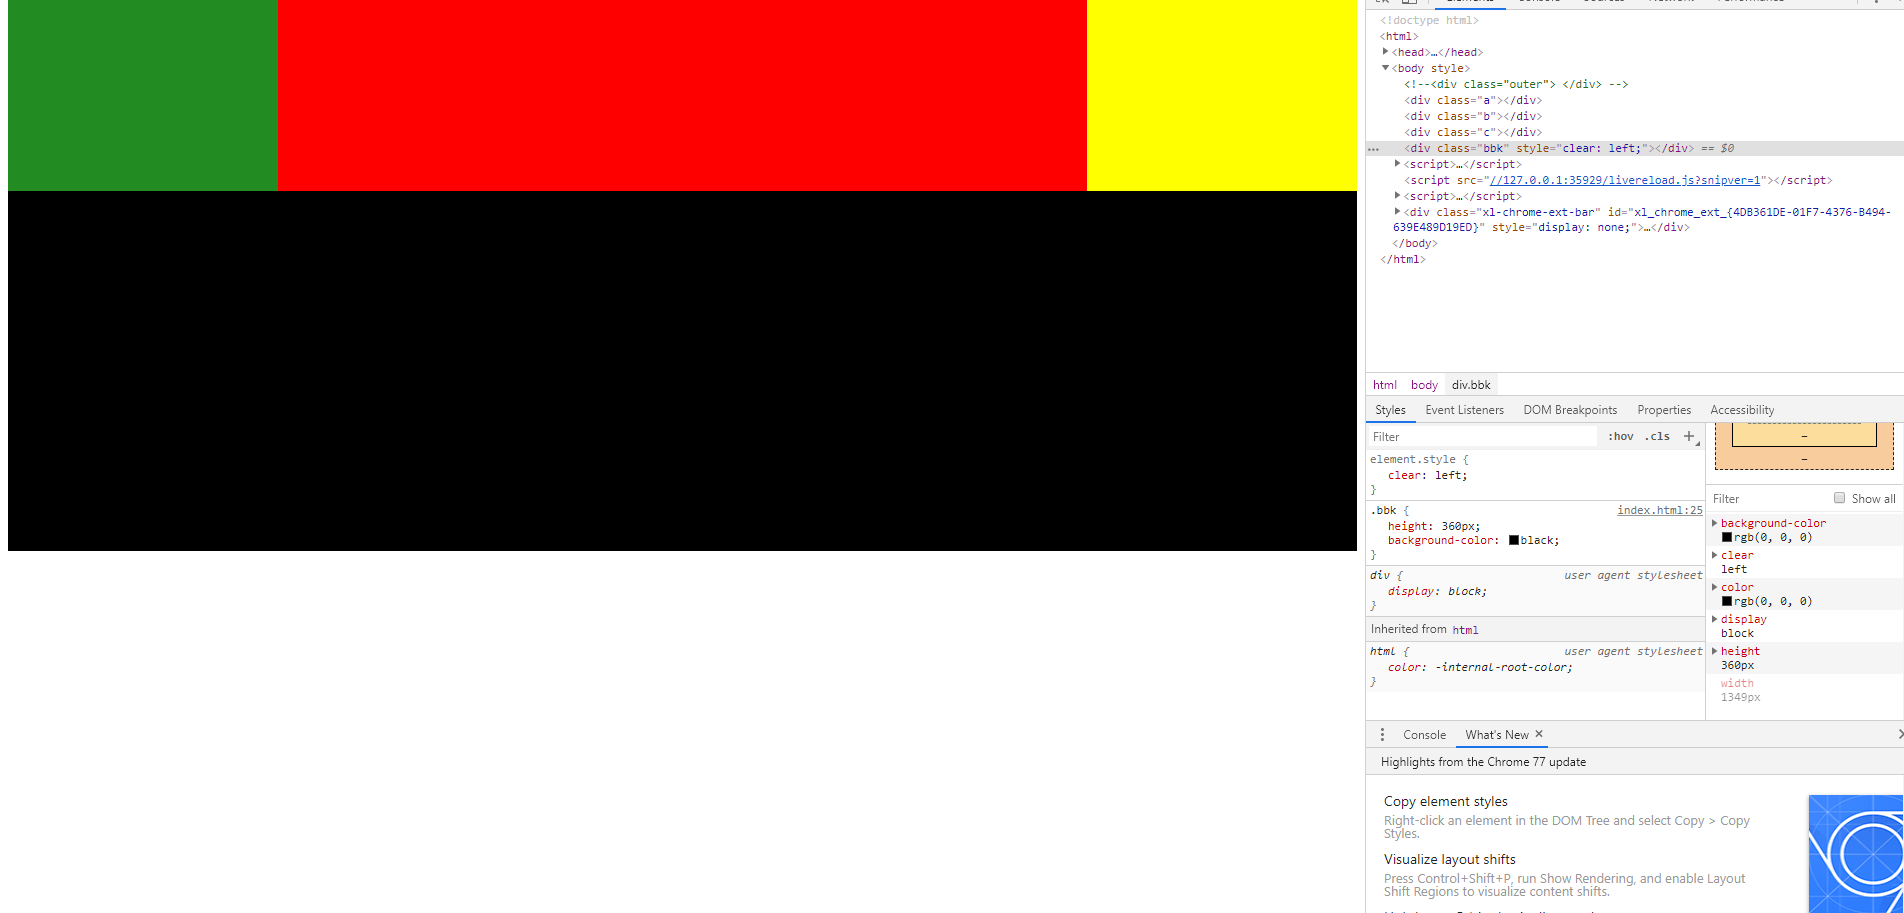 Elements Console Sources Network Performance
<!doctype html>
<html>
<head>…</head>
<body style>
<!--<div class="outer"> </div> -->
<div class="a"></div>
<div class="b"></div>
<div class="c"></div>
… <div class="bbk" style="clear: left;"></div> == $0
<script>…</script>
<script src="//127.0.0.1:35929/livereload.js?snipver=1"></script>
<script>…</script>
<div class="xl-chrome-ext-bar" id="xl_chrome_ext_{4DB361DE-01F7-4376-B494-
639E489D19ED}" style="display: none;">…</div>
</body>
</html>
html body div.bbk
Styles Event Listeners DOM Breakpoints Properties Accessibility
Filter :hov .cls +
element.style {
clear: left;
}
.bbk { index.html:25
height: 360px;
background-color: black;
}
div { user agent stylesheet
display: block;
}
Inherited from html
html { user agent stylesheet
color: -internal-root-color;
}
–
–
Filter Show all
background-color
rgb(0, 0, 0)
clear
left
color
rgb(0, 0, 0)
display
block
height
360px
width
1349px
Console What's New ×
Highlights from the Chrome 77 update
Copy element styles
Right-click an element in the DOM Tree and select Copy > Copy
Styles.
Visualize layout shifts
Press Control+Shift+P, run Show Rendering, and enable Layout
Shift Regions to visualize content shifts.